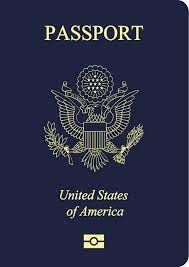 PASSPORT
United States
of America